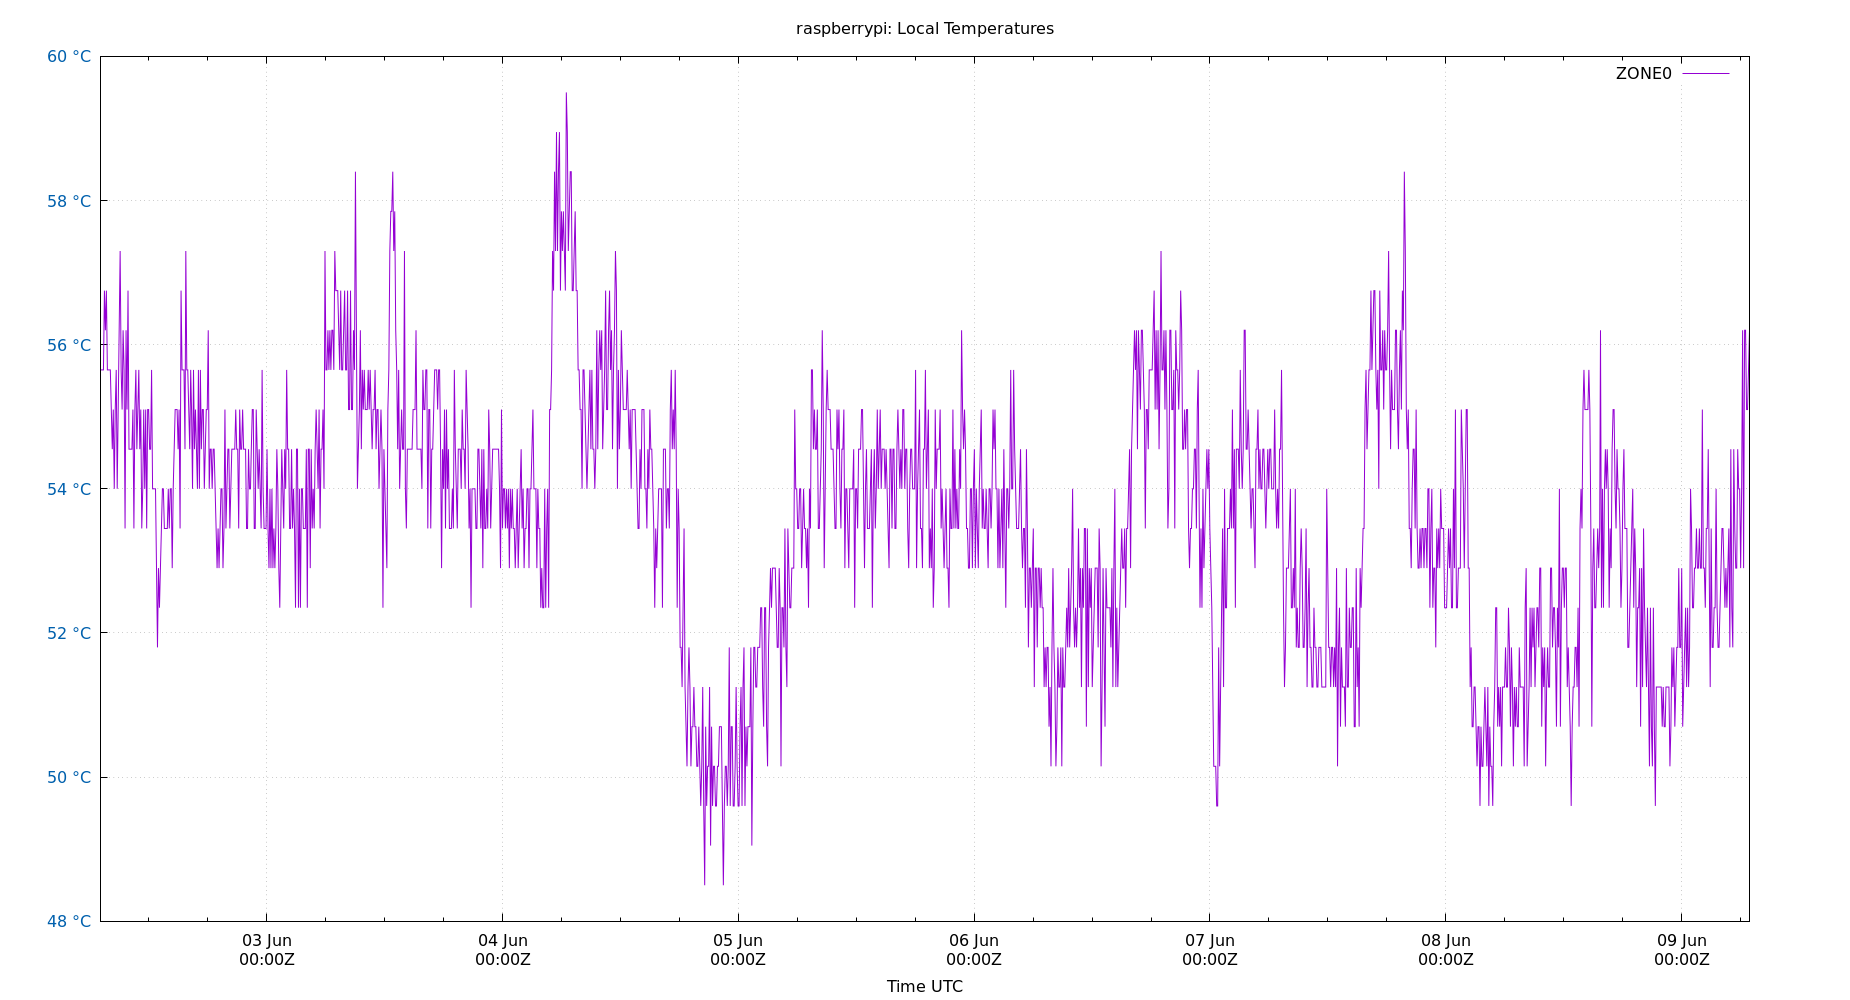 raspberrypi: Local Temperatures
ZONE0
60 °C
58 °C
56 °C
54 °C
52 °C
50 °C
48 °C
03 Jun 04 Jun 05 Jun 06 Jun 07 Jun 08 Jun 09 Jun
00:00Z 00:00Z 00:00Z 00:00Z 00:00Z 00:00Z 00:00Z
Time UTC